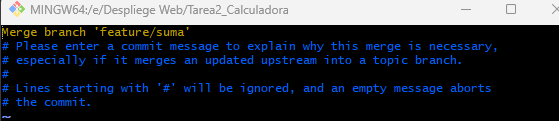 MINGW64:/e/Despliege Web/Tarea2_Calculadora
Merge branch 'feature/suma'
# Please enter a commit message to explain why this merge is necessary,
# especially if it merges an updated upstream into a topic branch.
#
# Lines starting with '#' will be ignored, and an empty message aborts
# the commit.
~